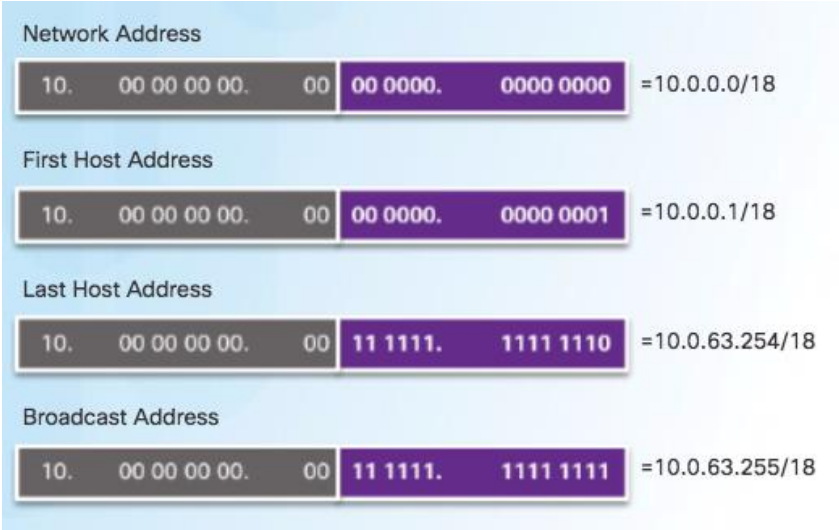 Network Address
10. 00 00 00 00. 00 00 0000. 0000 0000 =10.0.0.0/18
First Host Address
10. 00 00 00 00. 00 00 0000. 0000 0001 =10.0.0.1/18
Last Host Address
10. 00 00 00 00. 00 11 1111. 1111 1110 =10.0.63.254/18
Broadcast Address
10. 00 00 00 00. 00 11 1111. 1111 1111 =10.0.63.255/18